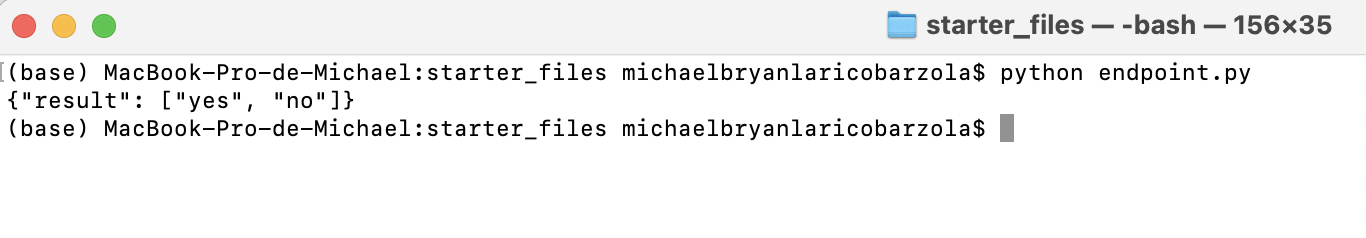 starter_files — -bash — 156×35
(base) MacBook-Pro-de-Michael:starter_files michaelbryanlaricobarzola$ python endpoint.py
{"result": ["yes", "no"]}
(base) MacBook-Pro-de-Michael:starter_files michaelbryanlaricobarzola$